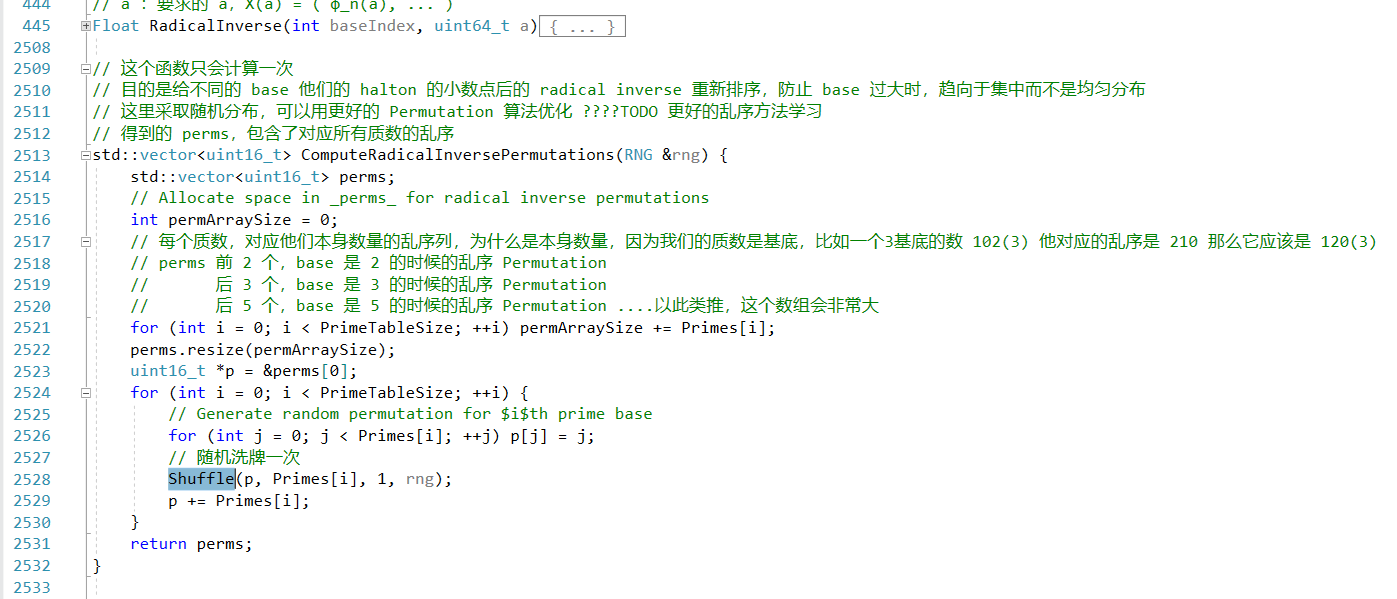 444 // a : 要求的 a，X(a) = ( φ_n(a), ... )
445 Float RadicalInverse(int baseIndex, uint64_t a){ ... }
2508
2509 // 这个函数只会计算一次
2510 // 目的是给不同的 base 他们的 halton 的小数点后的 radical inverse 重新排序，防止 base 过大时，趋向于集中而不是均匀分布
2511 // 这里采取随机分布，可以用更好的 Permutation 算法优化 ????TODO 更好的乱序方法学习
2512 // 得到的 perms，包含了对应所有质数的乱序
2513 std::vector<uint16_t> ComputeRadicalInversePermutations(RNG &rng) {
2514 std::vector<uint16_t> perms;
2515 // Allocate space in _perms_ for radical inverse permutations
2516 int permArraySize = 0;
2517 // 每个质数，对应他们本身数量的乱序列，为什么是本身数量，因为我们的质数是基底，比如一个3基底的数 102(3) 他对应的乱序是 210 那么它应该是 120(3)
2518 // perms 前 2 个，base 是 2 的时候的乱序 Permutation
2519 // 后 3 个，base 是 3 的时候的乱序 Permutation
2520 // 后 5 个，base 是 5 的时候的乱序 Permutation ....以此类推，这个数组会非常大
2521 for (int i = 0; i < PrimeTableSize; ++i) permArraySize += Primes[i];
2522 perms.resize(permArraySize);
2523 uint16_t *p = &perms[0];
2524 for (int i = 0; i < PrimeTableSize; ++i) {
2525 // Generate random permutation for $i$th prime base
2526 for (int j = 0; j < Primes[i]; ++j) p[j] = j;
2527 // 随机洗牌一次
2528 Shuffle(p, Primes[i], 1, rng);
2529 p += Primes[i];
2530 }
2531 return perms;
2532 }
2533